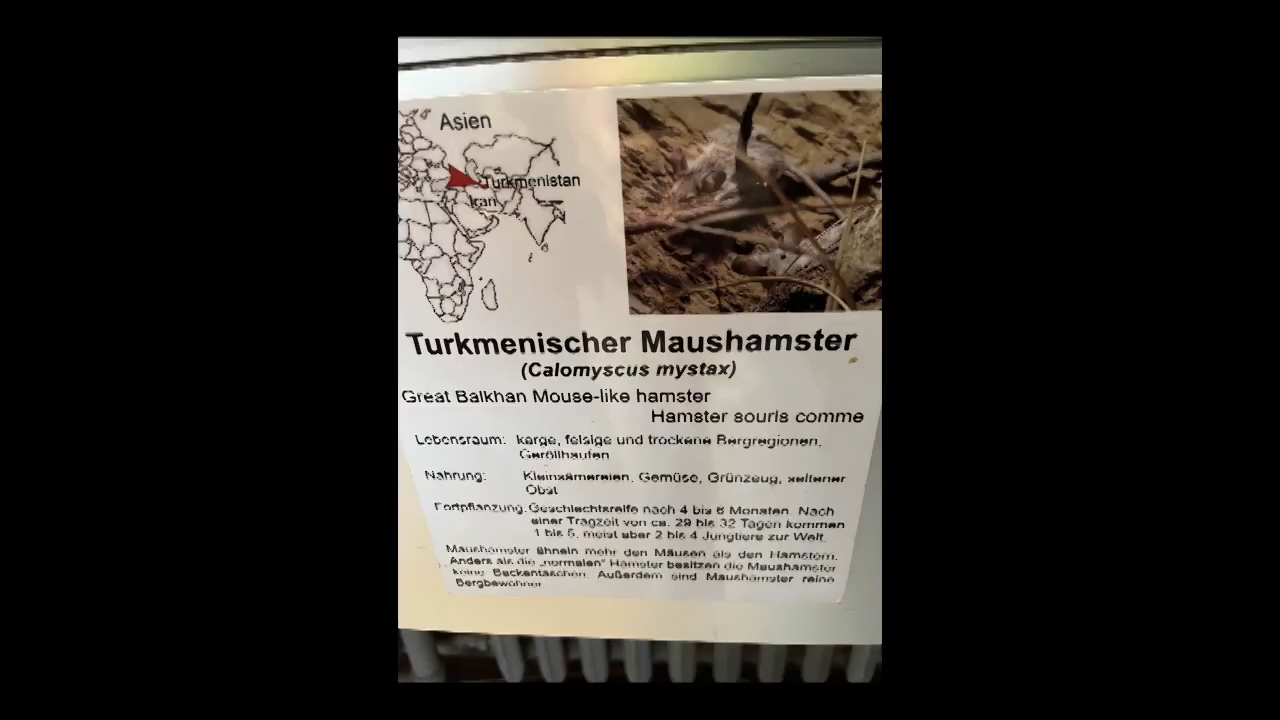 Asien
Turkmenistan
Iran
Turkmenischer Maushamster
(Calomyscus mystax)
Great Balkhan Mouse-like hamster
Hamster souris comme
Lebensraum: karge, felsige und trockene Bergregionen,
Geröllhaufen
Nahrung: Kleinsämereien, Gemüse, Grünzeug, seltener
Obst
Fortpflanzung: Geschlechtsreife nach 4 bis 6 Monaten. Nach
einer Tragzeit von ca. 29 bis 32 Tagen kommen
1 bis 5, meist aber 2 bis 4 Jungtiere zur Welt.
Maushamster ähneln mehr den Mäusen als den Hamstern.
Anders als die „normalen" Hamster besitzen die Maushamster
keine Backentaschen. Außerdem sind Maushamster reine
Bergbewohner